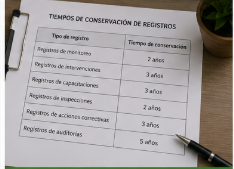 TIEMPOS DE CONSERVACIÓN DE REGISTROS
Tipo de registro Tiempo de conservación
Registros de monitoreo 2 años
Registros de intervenciones 3 años
Registros de capacitaciones 3 años
Registros de inspecciones 2 años
Registros de acciones correctivas 3 años
Registros de auditorías 5 años